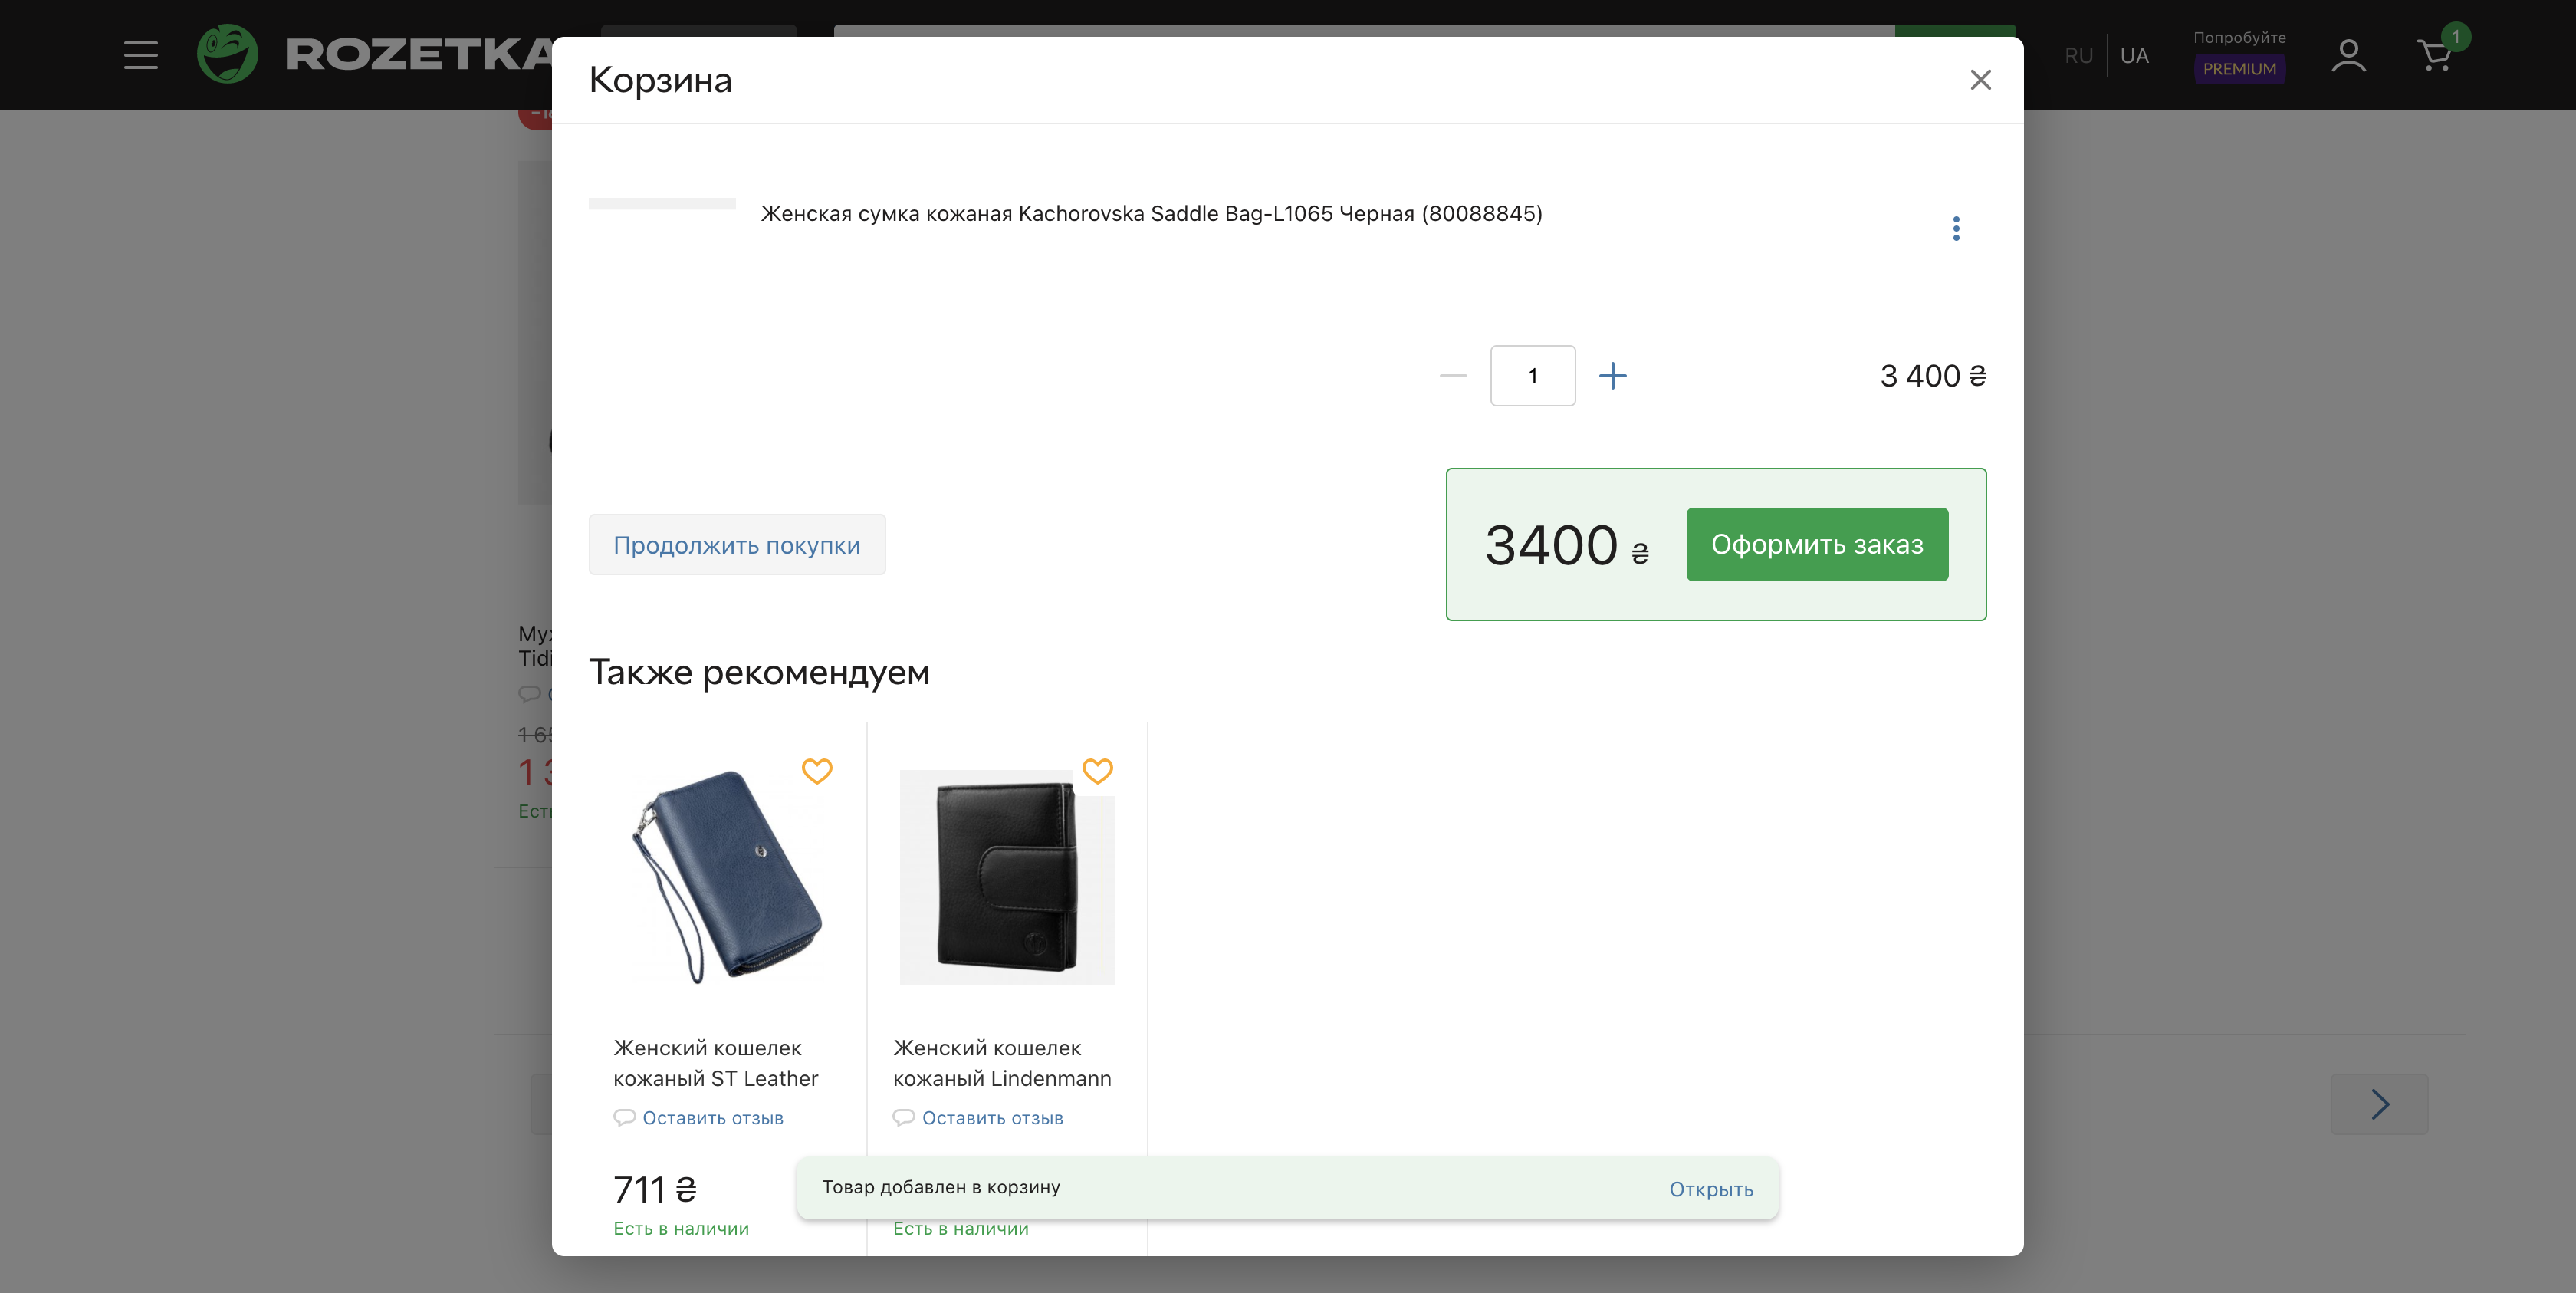 ROZETKA
RU
UA
Попробуйте
PREMIUM
1
Корзина
Женская сумка кожаная Kachorovska Saddle Bag-L1065 Черная (80088845)
1
3 400 ₴
Продолжить покупки
3400 ₴
Оформить заказ
Также рекомендуем
Женский кошелек
кожаный ST Leather
Оставить отзыв
711 ₴
Есть в наличии
Женский кошелек
кожаный Lindenmann
Оставить отзыв
Есть в наличии
Товар добавлен в корзину
Открыть